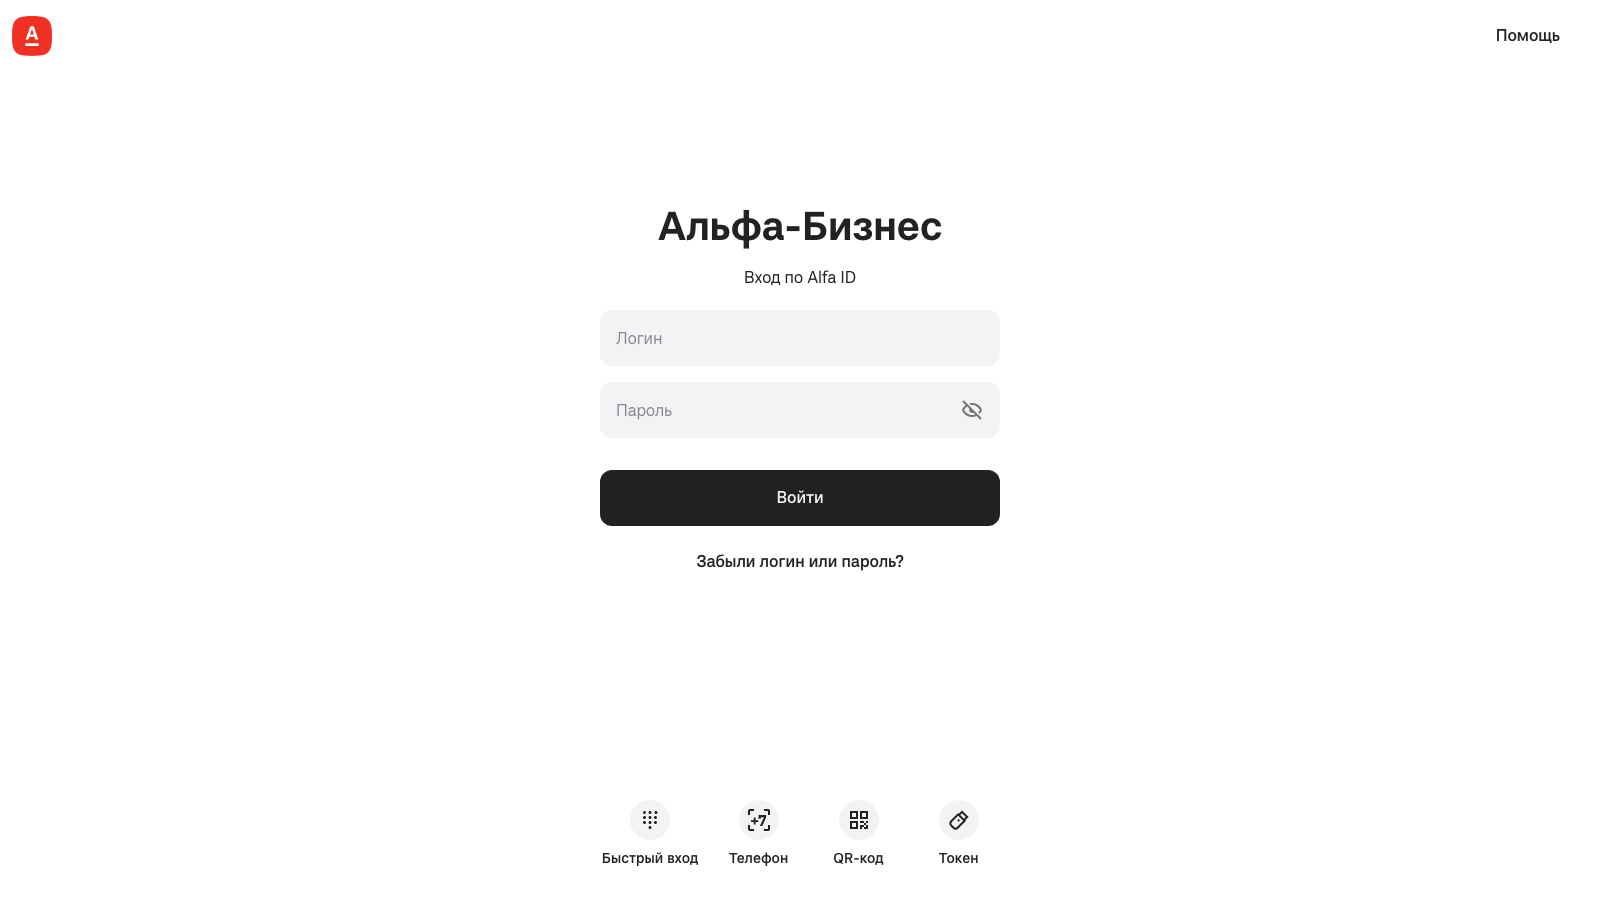 А
Помощь
Альфа-Бизнес
Вход по Alfa ID
Логин
Пароль
Войти
Забыли логин или пароль?
+7
Быстрый вход
Телефон
QR-код
Токен